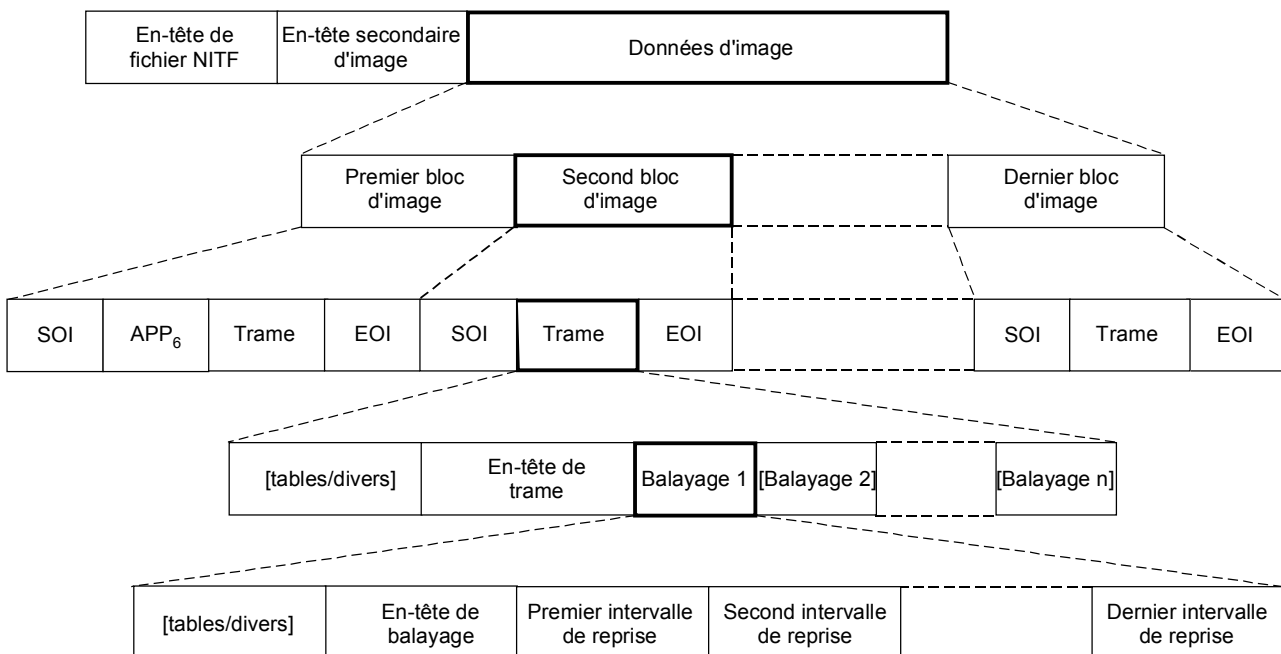 En-tête de
fichier NITF
En-tête secondaire
d'image
Données d'image
Premier bloc
d'image
Second bloc
d'image
Dernier bloc
d'image
SOI
APP6
Trame
EOI
SOI
Trame
EOI
SOI
Trame
EOI
[tables/divers]
En-tête de
trame
Balayage 1
[Balayage 2]
[Balayage n]
[tables/divers]
En-tête de
balayage
Premier intervalle
de reprise
Second intervalle
de reprise
Dernier intervalle
de reprise